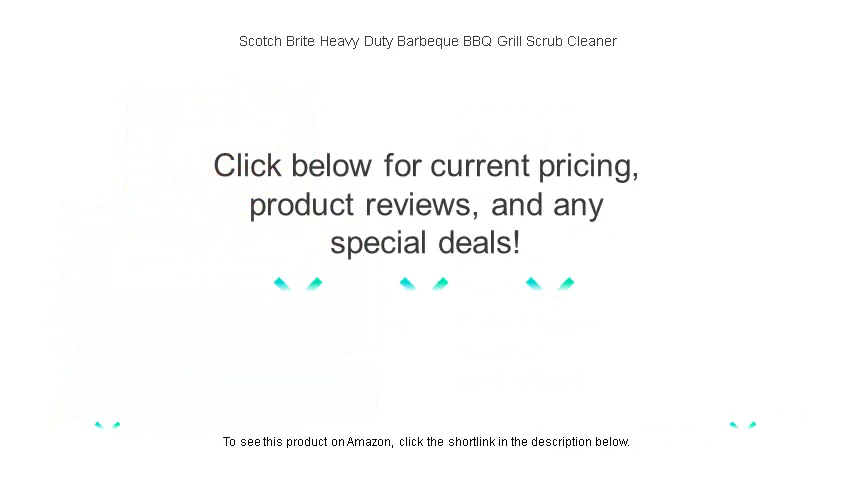 Scotch Brite Heavy Duty Barbeque BBQ Grill Scrub Cleaner
Click below for current pricing,
product reviews, and any
special deals!
To see this product on Amazon, click the shortlink in the description below.